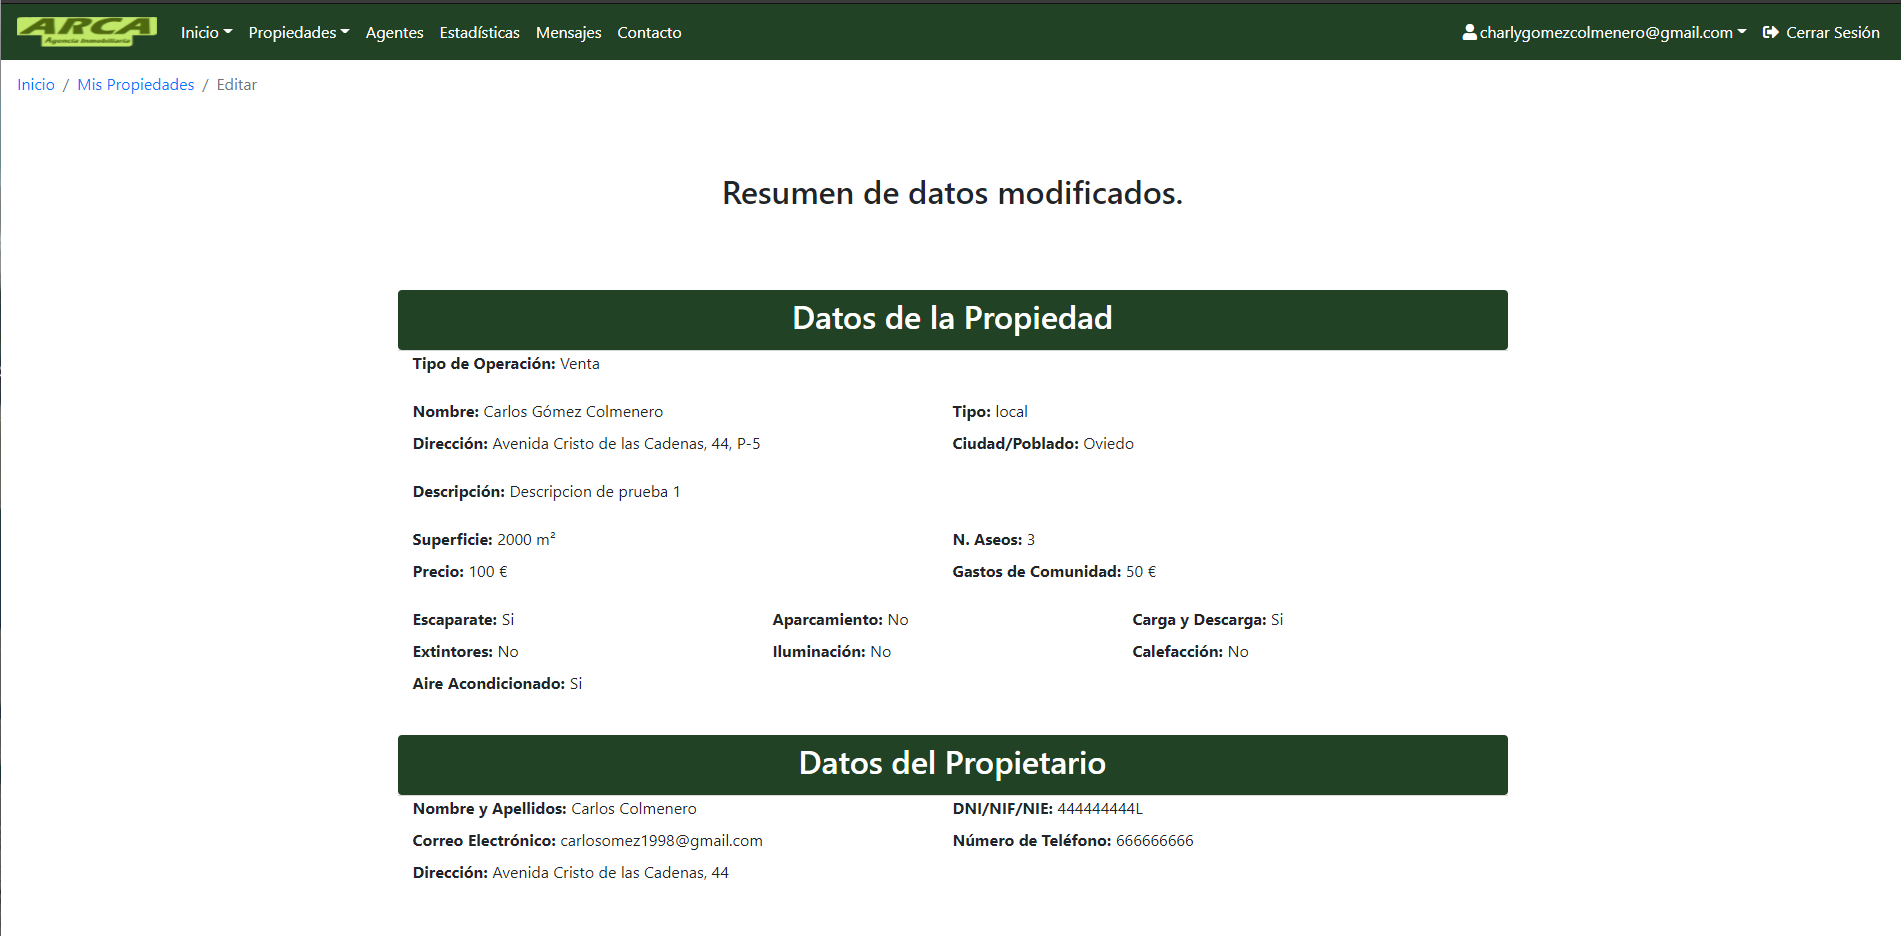 ARCA
Agencia Inmobiliaria
Inicio Propiedades Agentes Estadísticas Mensajes Contacto charlygomezcolmenero@gmail.com Cerrar Sesión
Inicio / Mis Propiedades / Editar
Resumen de datos modificados.
Datos de la Propiedad
Tipo de Operación: Venta
Nombre: Carlos Gómez Colmenero Tipo: local
Dirección: Avenida Cristo de las Cadenas, 44, P-5 Ciudad/Poblado: Oviedo
Descripción: Descripcion de prueba 1
Superficie: 2000 m² N. Aseos: 3
Precio: 100 € Gastos de Comunidad: 50 €
Escaparate: Si Aparcamiento: No Carga y Descarga: Si
Extintores: No Iluminación: No Calefacción: No
Aire Acondicionado: Si
Datos del Propietario
Nombre y Apellidos: Carlos Colmenero DNI/NIF/NIE: 444444444L
Correo Electrónico: carlosomez1998@gmail.com Número de Teléfono: 666666666
Dirección: Avenida Cristo de las Cadenas, 44